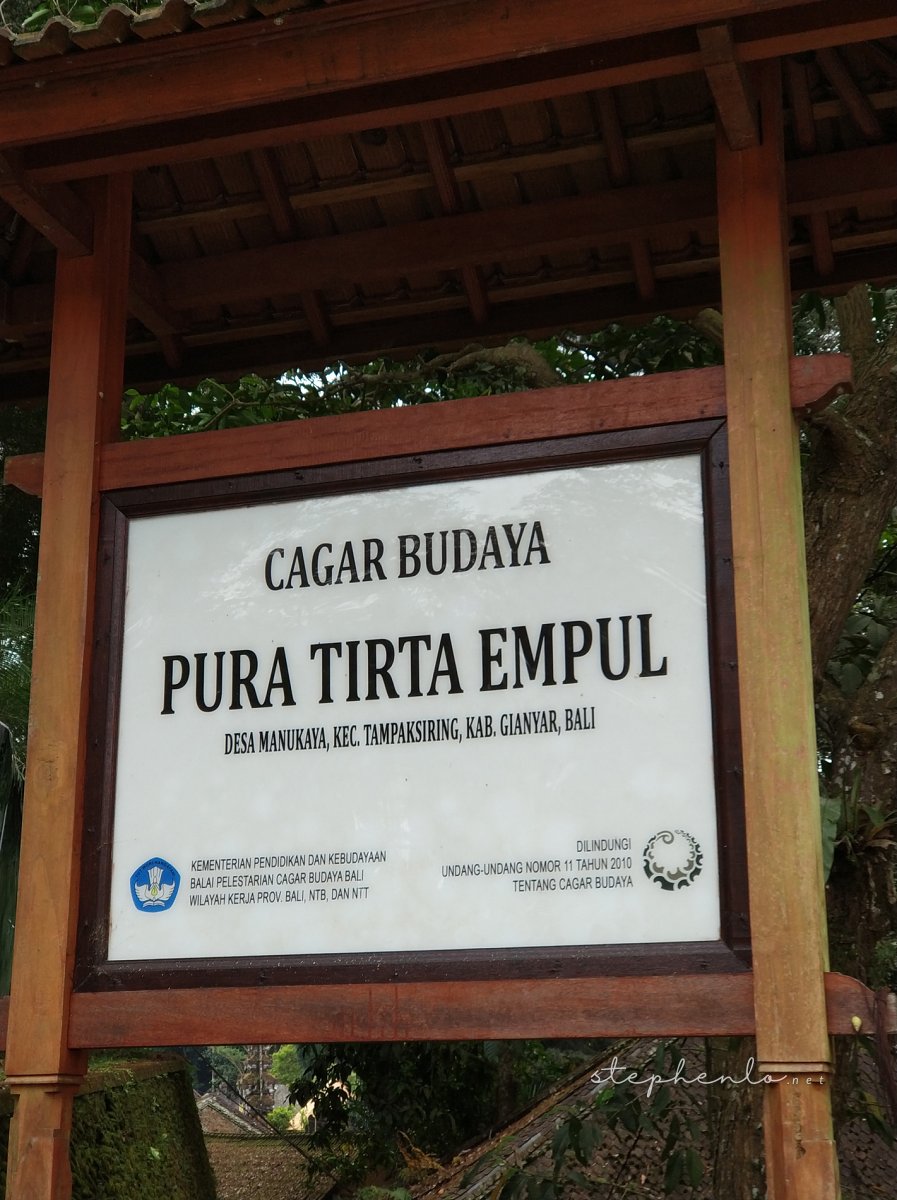 CAGAR BUDAYA
PURA TIRTA EMPUL
DESA MANUKAYA, KEC. TAMPAKSIRING, KAB. GIANYAR, BALI
KEMENTERIAN PENDIDIKAN DAN KEBUDAYAAN
BALAI PELESTARIAN CAGAR BUDAYA BALI
WILAYAH KERJA PROV. BALI, NTB, DAN NTT
DILINDUNGI
UNDANG-UNDANG NOMOR 11 TAHUN 2010
TENTANG CAGAR BUDAYA
stephenlo.net